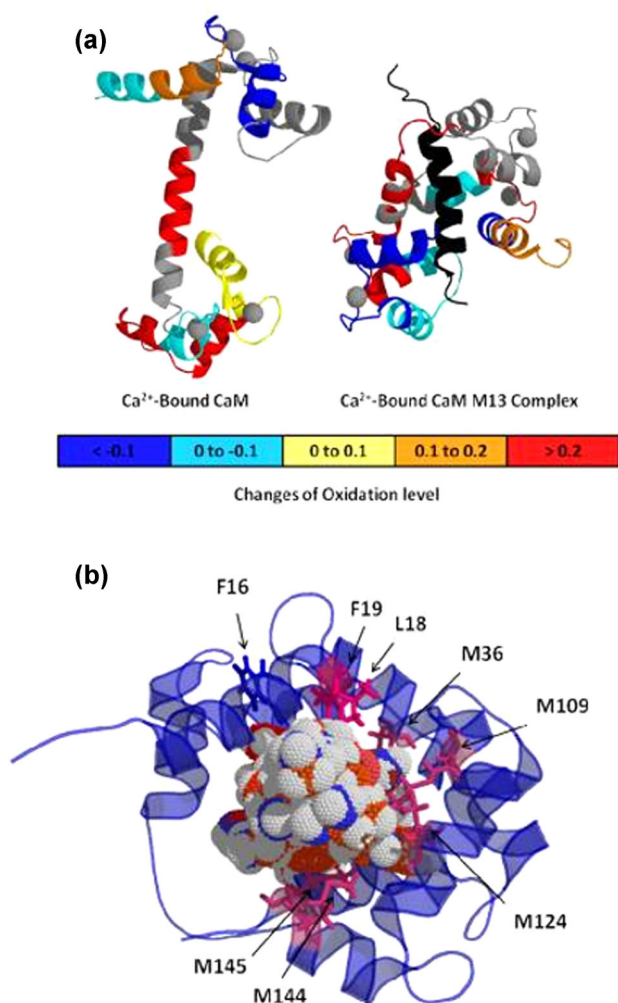 (a)
Ca²⁺-Bound CaM
Ca²⁺-Bound CaM M13 Complex
< -0.1
0 to -0.1
0 to 0.1
0.1 to 0.2
> 0.2
Changes of Oxidation level
(b)
F16
F19
L18
M36
M109
M124
M145
M144